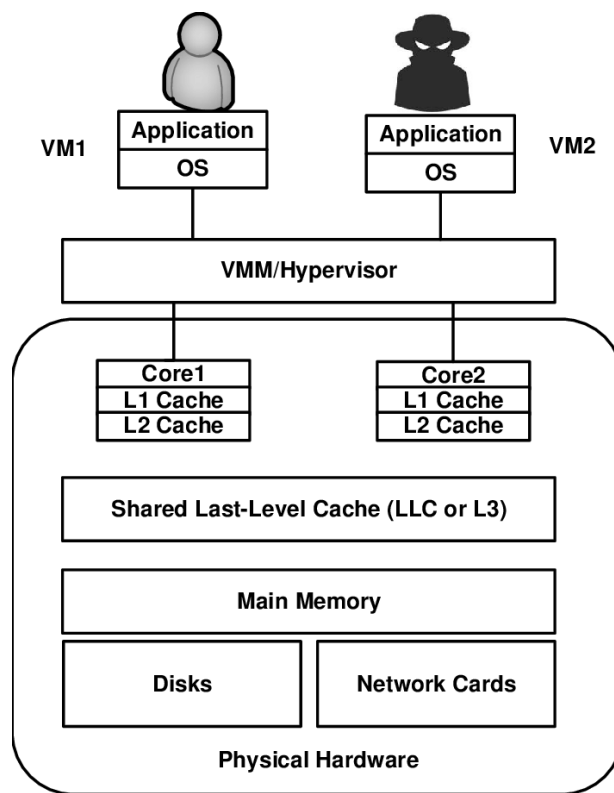 VM1
Application
OS
Application
OS
VM2
VMM/Hypervisor
Core1
L1 Cache
L2 Cache
Core2
L1 Cache
L2 Cache
Shared Last-Level Cache (LLC or L3)
Main Memory
Disks
Network Cards
Physical Hardware